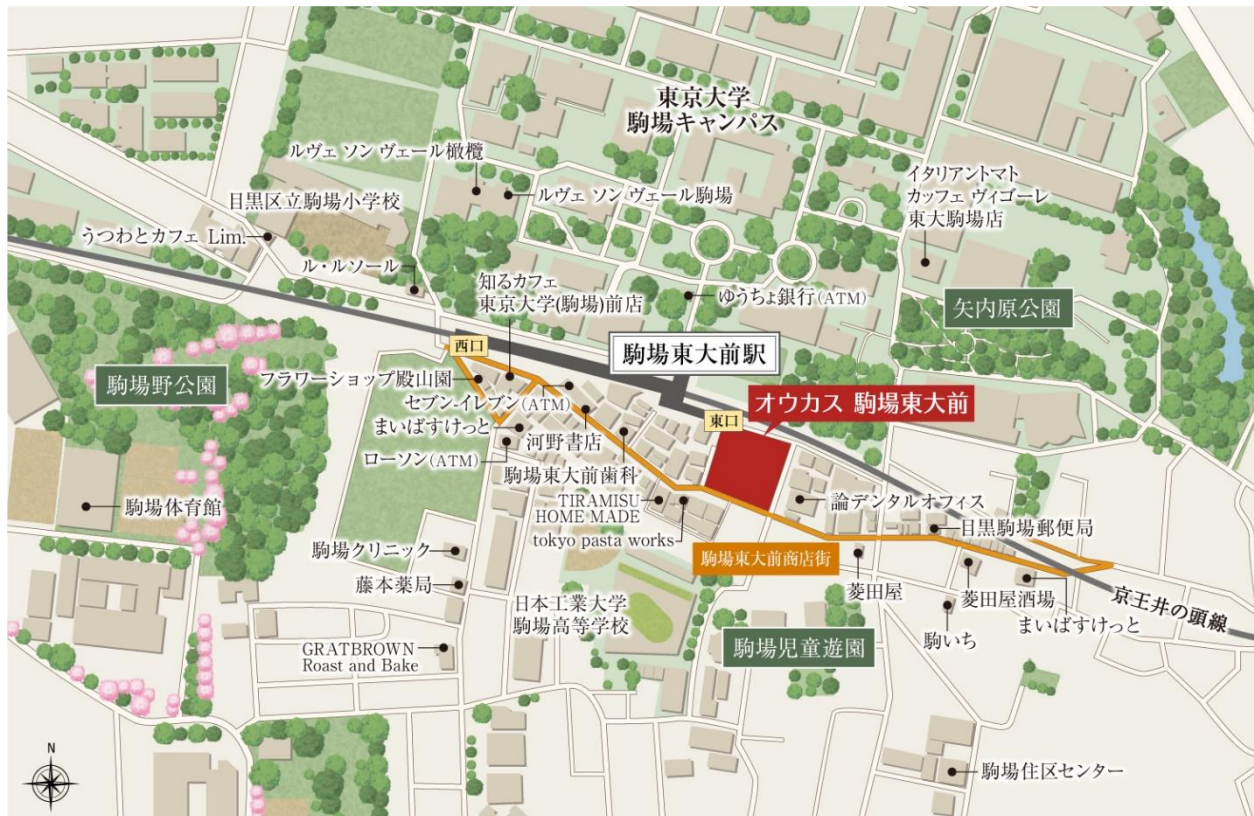 東京大学
駒場キャンパス
ルヴェ ソン ヴェール橄欖
目黒区立駒場小学校
ルヴェ ソン ヴェール駒場
イタリアントマト
カッフェ ヴィゴーレ
東大駒場店
うつわとカフェ Lim.
ル・ルソール
知るカフェ
東京大学(駒場)前店
ゆうちょ銀行(ATM)
矢内原公園
西口
駒場東大前駅
駒場野公園
フラワーショップ殿山園
セブン-イレブン(ATM)
オウカス 駒場東大前
東口
まいばすけっと
河野書店
ローソン(ATM)
駒場東大前歯科
駒場体育館
TIRAMISU
HOME MADE
tokyo pasta works
論デンタルオフィス
目黒駒場郵便局
駒場クリニック
駒場東大前商店街
藤本薬局
菱田屋
菱田屋酒場
京王井の頭線
日本工業大学
駒場高等学校
まいばすけっと
駒いち
駒場児童遊園
GRATBROWN
Roast and Bake
N
駒場住区センター